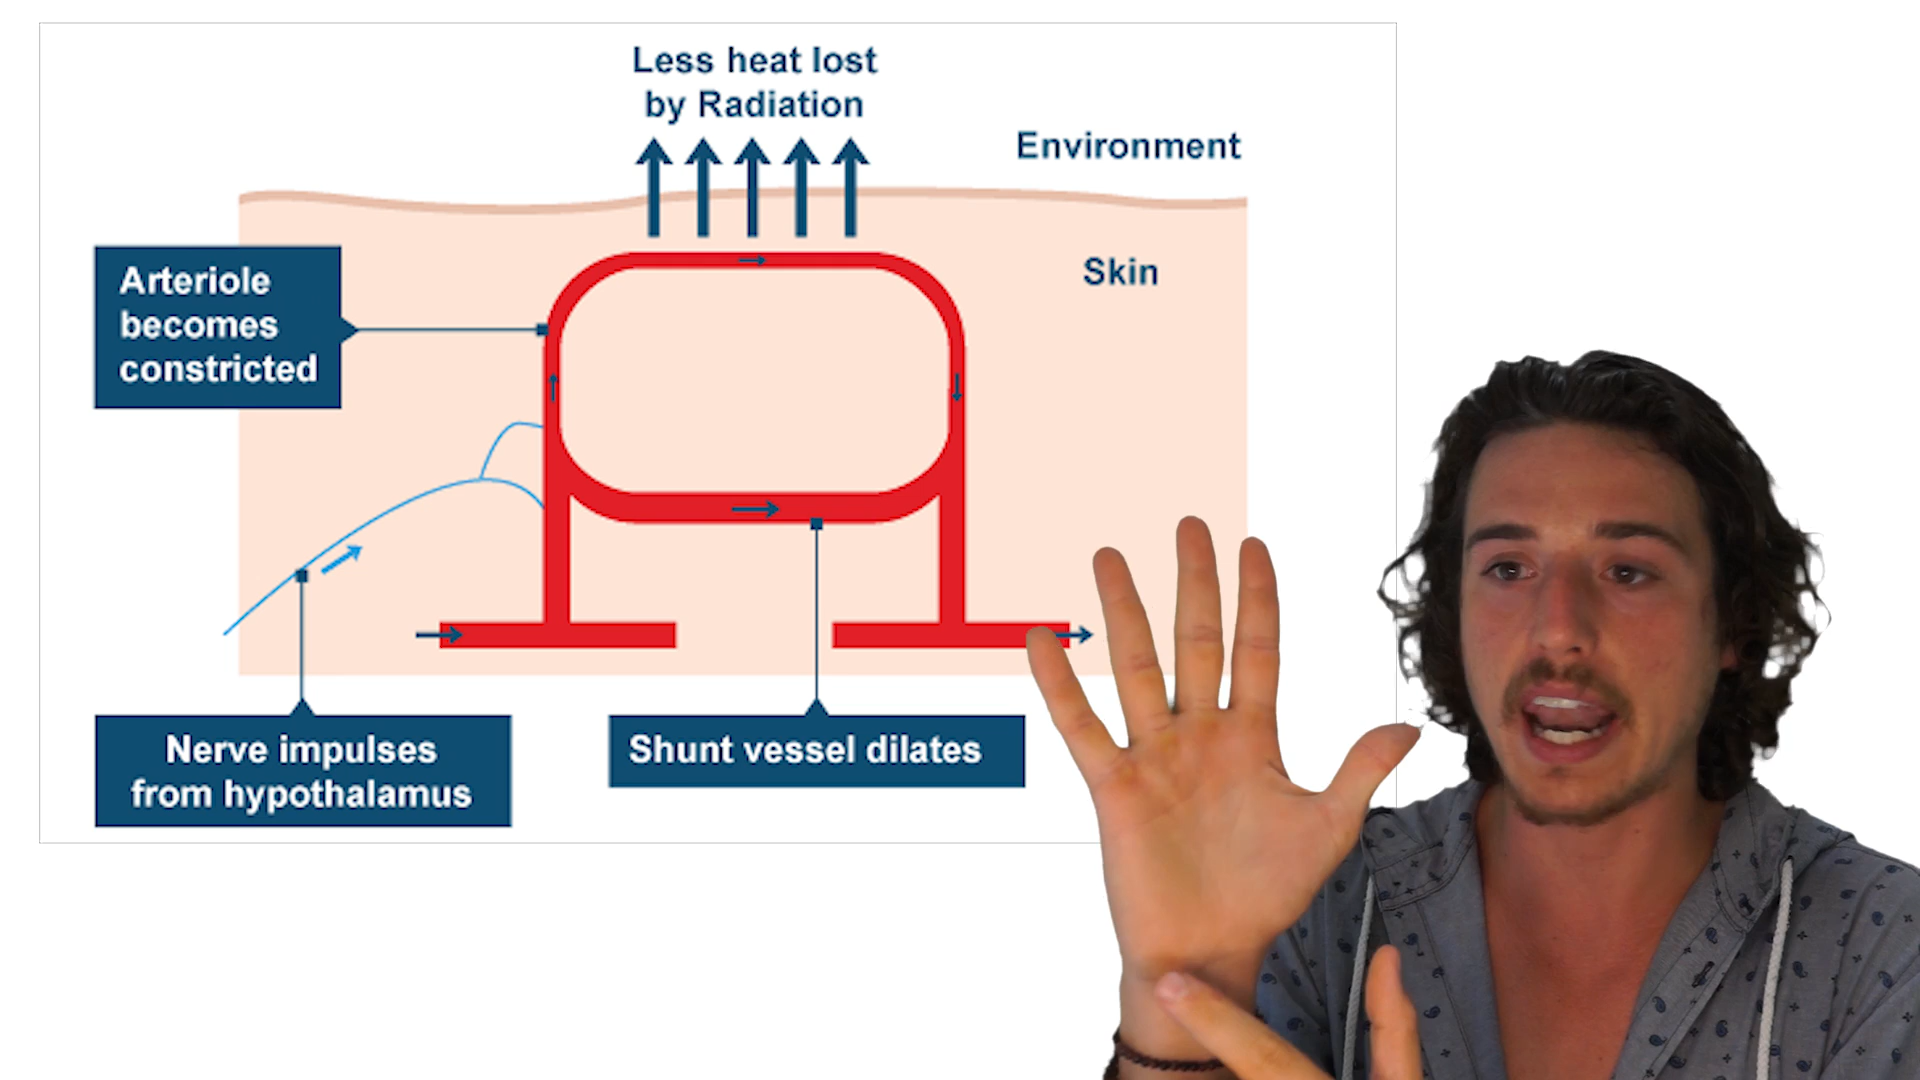 Less heat lost
by Radiation
Environment
Skin
Arteriole
becomes
constricted
Nerve impulses
from hypothalamus
Shunt vessel dilates